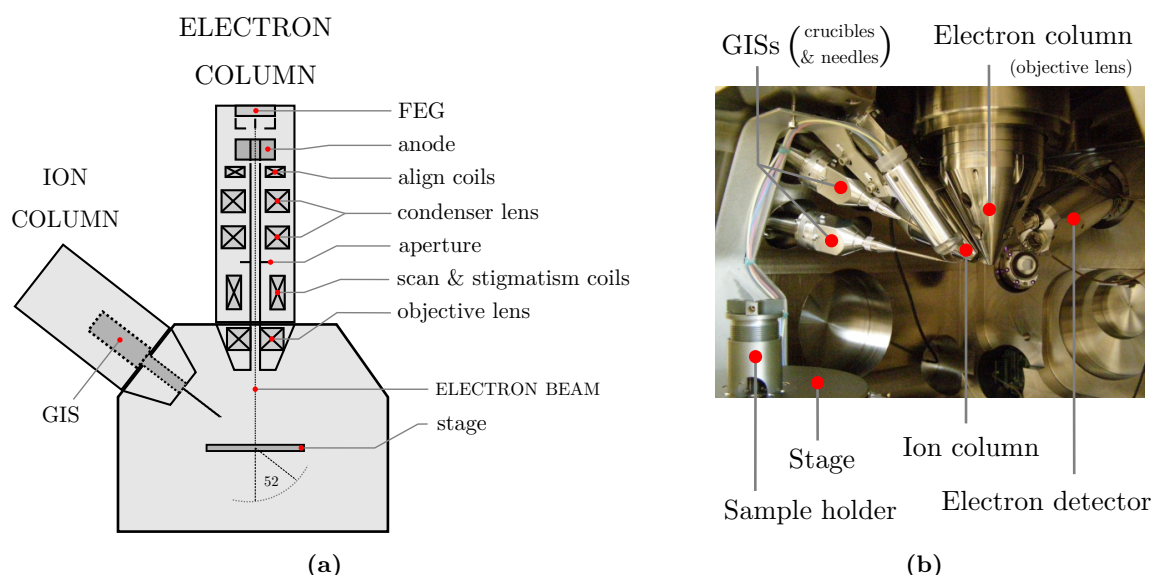 ELECTRON
COLUMN
FEG
anode
ION
COLUMN
align coils
condenser lens
aperture
scan & stigmatism coils
objective lens
GIS
ELECTRON BEAM
stage
52
(a)
GISs (crucibles
& needles)
Electron column
(objective lens)
Stage
Ion column
Sample holder
Electron detector
(b)